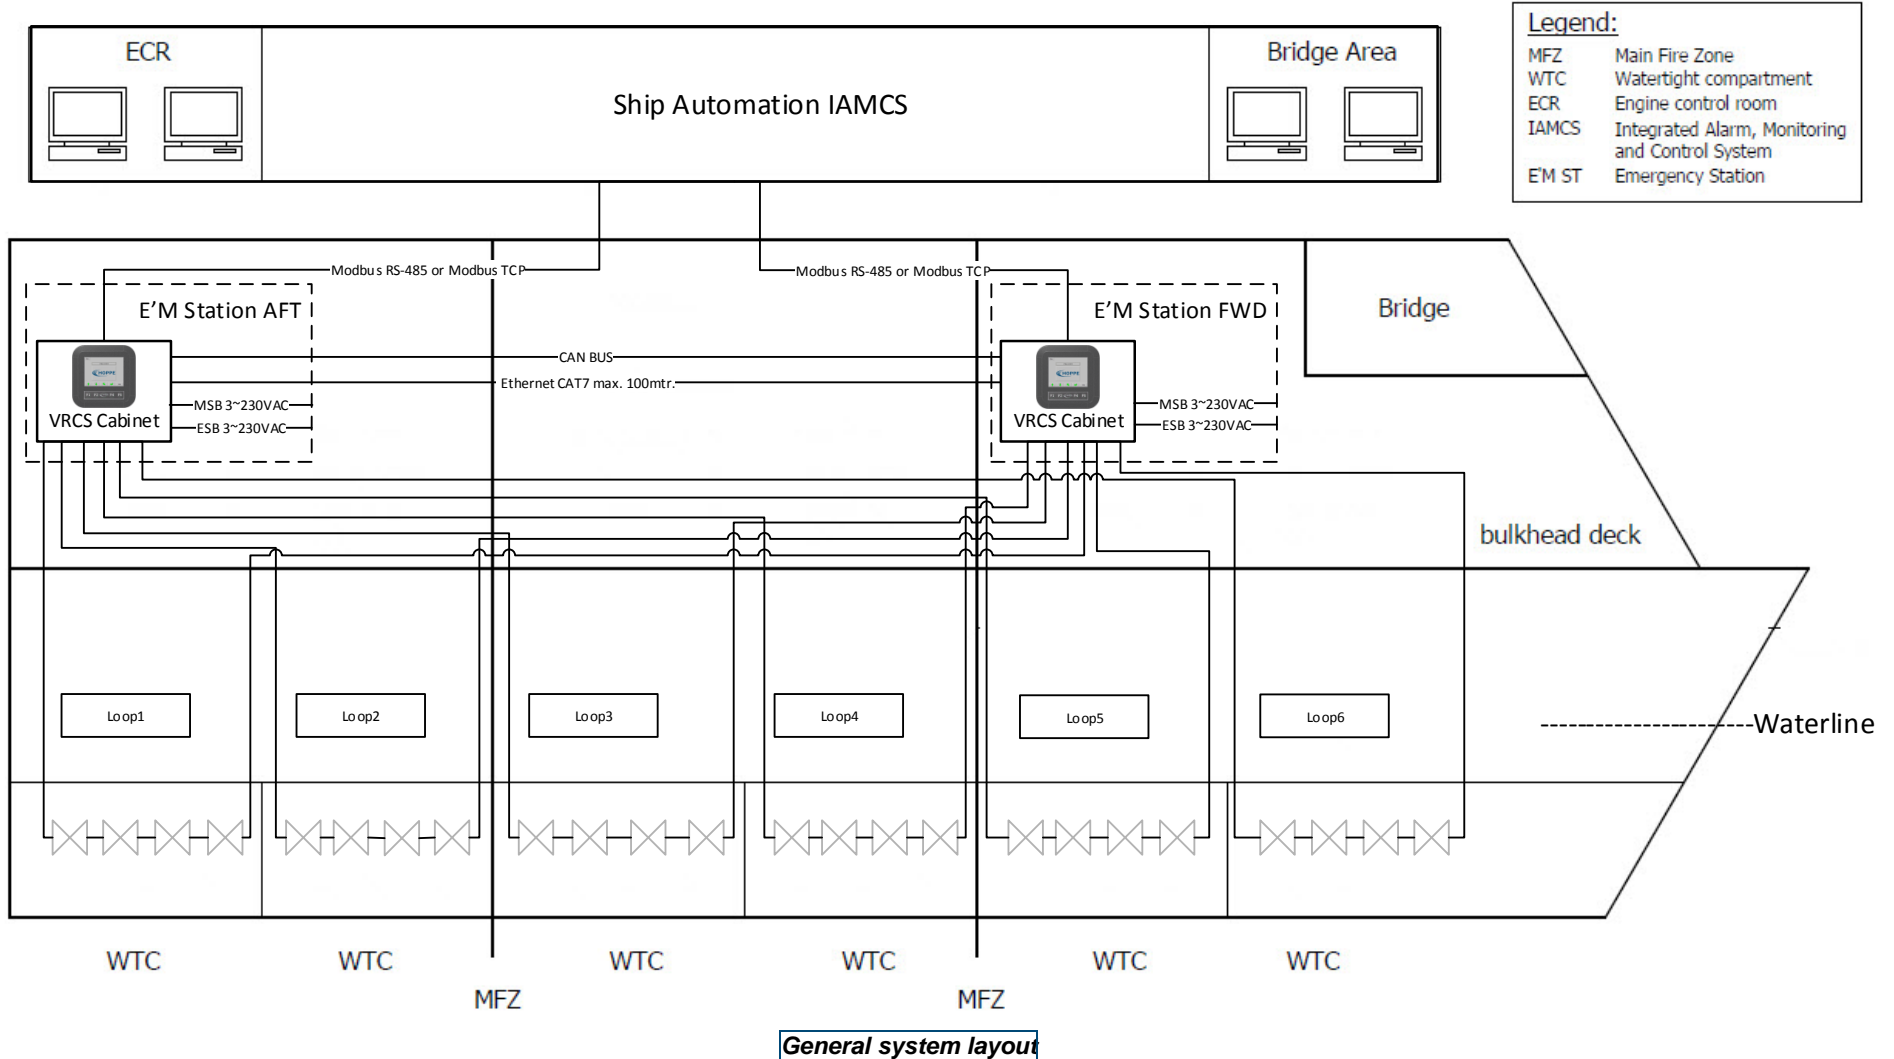 ECR
Ship Automation IAMCS
Bridge Area
Legend:
MFZ Main Fire Zone
WTC Watertight compartment
ECR Engine control room
IAMCS Integrated Alarm, Monitoring
and Control System
E'M ST Emergency Station
Modbus RS-485 or Modbus TCP
Modbus RS-485 or Modbus TCP
E'M Station AFT
E'M Station FWD
Bridge
HOPPE
HOPPE
VRCS Cabinet
VRCS Cabinet
CAN BUS
Ethernet CAT7 max. 100mtr.
MSB 3~230VAC
ESB 3~230VAC
MSB 3~230VAC
ESB 3~230VAC
bulkhead deck
Loop1
Loop2
Loop3
Loop4
Loop5
Loop6
Waterline
WTC
WTC
WTC
WTC
WTC
WTC
MFZ
MFZ
General system layout